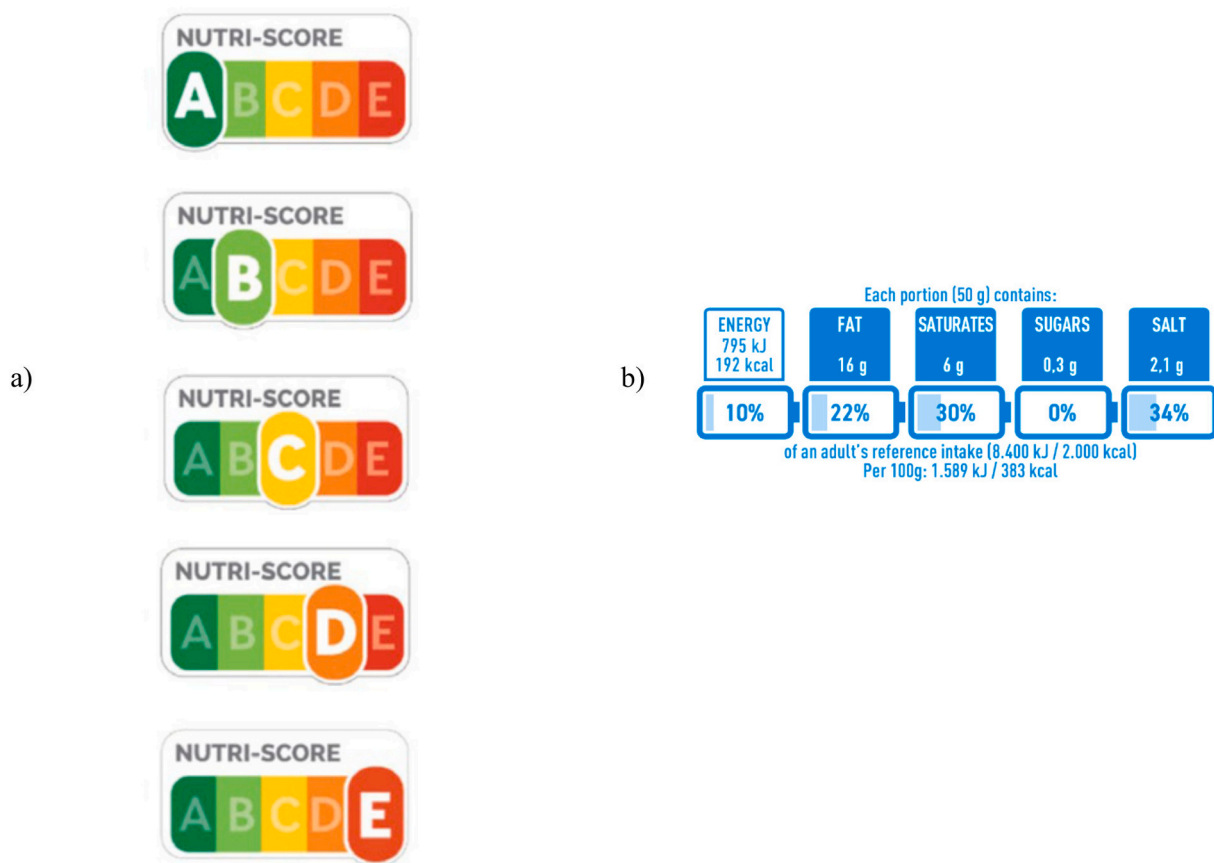 a)
NUTRI-SCORE
A B C D E
NUTRI-SCORE
A B C D E
NUTRI-SCORE
A B C D E
NUTRI-SCORE
A B C D E
NUTRI-SCORE
A B C D E
b)
Each portion (50 g) contains:
ENERGY FAT SATURATES SUGARS SALT
795 kJ
192 kcal 16 g 6 g 0,3 g 2,1 g
10% 22% 30% 0% 34%
of an adult's reference intake (8.400 kJ / 2.000 kcal)
Per 100g: 1.589 kJ / 383 kcal